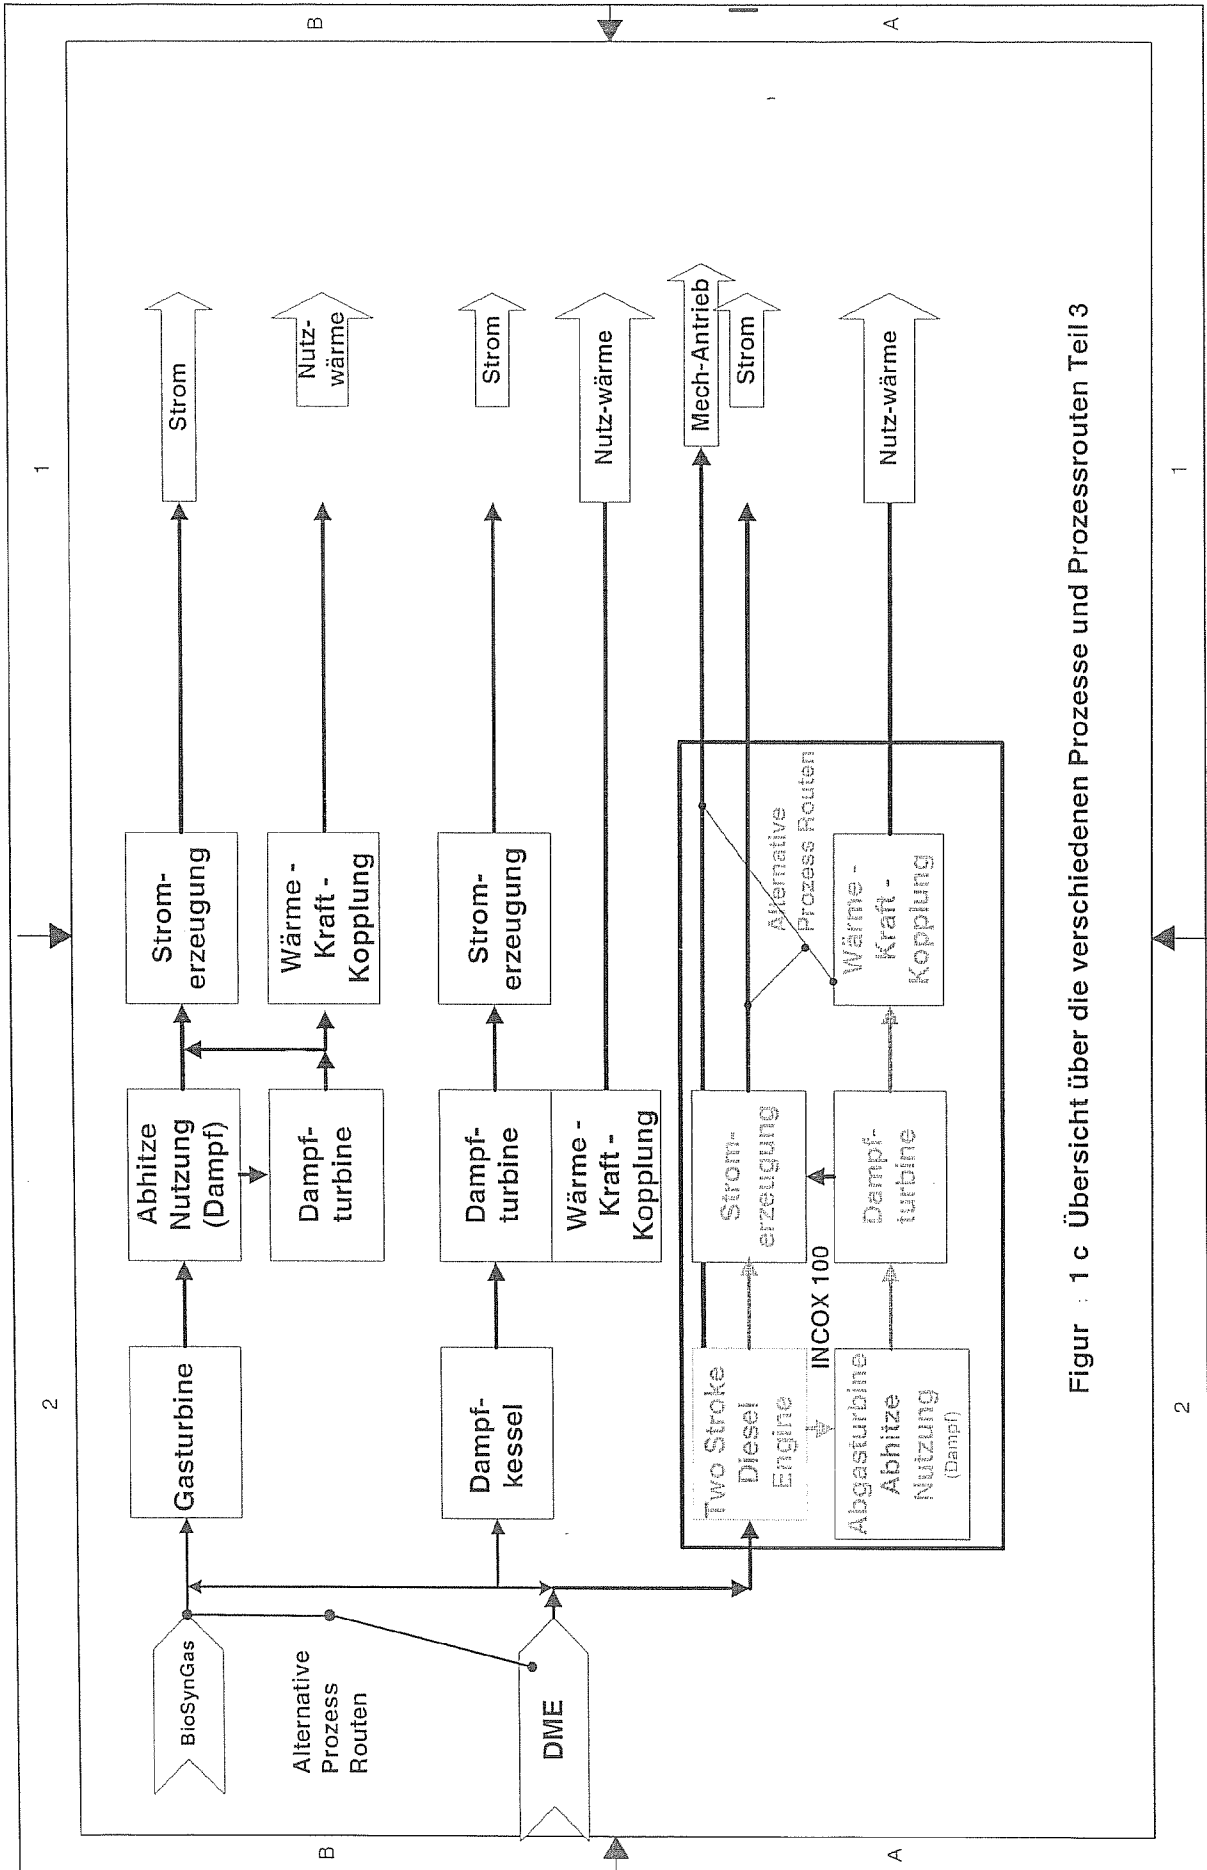 2
1
B
BioSynGas
Gasturbine
Abhitze
Nutzung
(Dampf)
Strom-
erzeugung
Strom
Alternative
Prozess
Routen
Dampf-
turbine
Wärme -
Kraft -
Kopplung
Nutz-
wärme
B
DME
Dampf-
kessel
Dampf-
turbine
Strom-
erzeugung
Strom
Wärme -
Kraft -
Kopplung
Nutz-wärme
Two Stroke
Diesel
Engine
Strom-
erzeugung
Mech-Antrieb
Strom
INCOX 100
Alternative
Prozess Routen
Abgasturbine
Abhitze
Nutzung
(Dampf)
Dampf-
turbine
Wärme -
Kraft -
Kopplung
Nutz-wärme
A
A
Figur : 1 c Übersicht über die verschiedenen Prozesse und Prozessrouten Teil 3
2
1